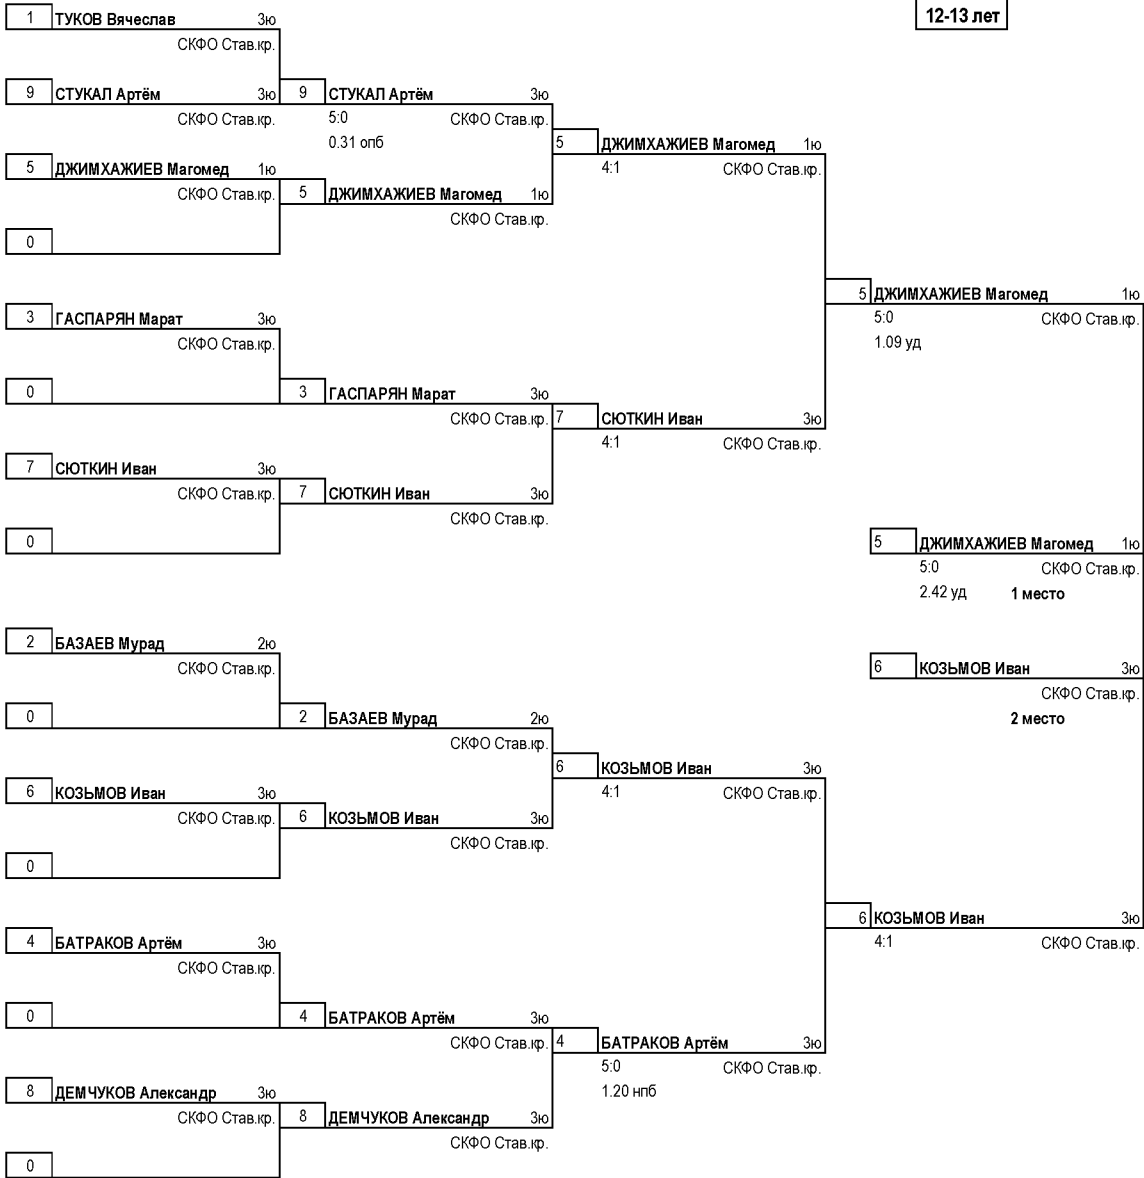 12-13 лет
1 ТУКОВ Вячеслав 3ю
СКФО Став.кр.
9 СТУКАЛ Артём 3ю
СКФО Став.кр.
5 ДЖИМХАЖИЕВ Магомед 1ю
СКФО Став.кр.
0
3 ГАСПАРЯН Марат 3ю
СКФО Став.кр.
0
7 СЮТКИН Иван 3ю
СКФО Став.кр.
0
2 БАЗАЕВ Мурад 2ю
СКФО Став.кр.
0
6 КОЗЬМОВ Иван 3ю
СКФО Став.кр.
0
4 БАТРАКОВ Артём 3ю
СКФО Став.кр.
0
8 ДЕМЧУКОВ Александр 3ю
СКФО Став.кр.
0
9 СТУКАЛ Артём 3ю
5:0 СКФО Став.кр.
0.31 опб
5 ДЖИМХАЖИЕВ Магомед 1ю
СКФО Став.кр.
3 ГАСПАРЯН Марат 3ю
СКФО Став.кр.
7 СЮТКИН Иван 3ю
СКФО Став.кр.
2 БАЗАЕВ Мурад 2ю
СКФО Став.кр.
6 КОЗЬМОВ Иван 3ю
СКФО Став.кр.
4 БАТРАКОВ Артём 3ю
СКФО Став.кр.
8 ДЕМЧУКОВ Александр 3ю
СКФО Став.кр.
5 ДЖИМХАЖИЕВ Магомед 1ю
4:1 СКФО Став.кр.
7 СЮТКИН Иван 3ю
4:1 СКФО Став.кр.
6 КОЗЬМОВ Иван 3ю
4:1 СКФО Став.кр.
4 БАТРАКОВ Артём 3ю
5:0 СКФО Став.кр.
1.20 нпб
5 ДЖИМХАЖИЕВ Магомед 1ю
5:0 СКФО Став.кр.
1.09 уд
5 ДЖИМХАЖИЕВ Магомед 1ю
5:0 СКФО Став.кр.
2.42 уд 1 место
6 КОЗЬМОВ Иван 3ю
СКФО Став.кр.
2 место
6 КОЗЬМОВ Иван 3ю
4:1 СКФО Став.кр.